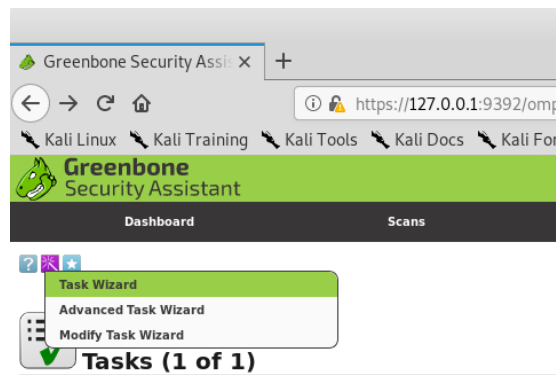 Greenbone Security Assis
https://127.0.0.1:9392/omp
Kali Linux Kali Training Kali Tools Kali Docs Kali For
Greenbone
Security Assistant
Dashboard Scans
?
Task Wizard
Advanced Task Wizard
Modify Task Wizard
Tasks (1 of 1)